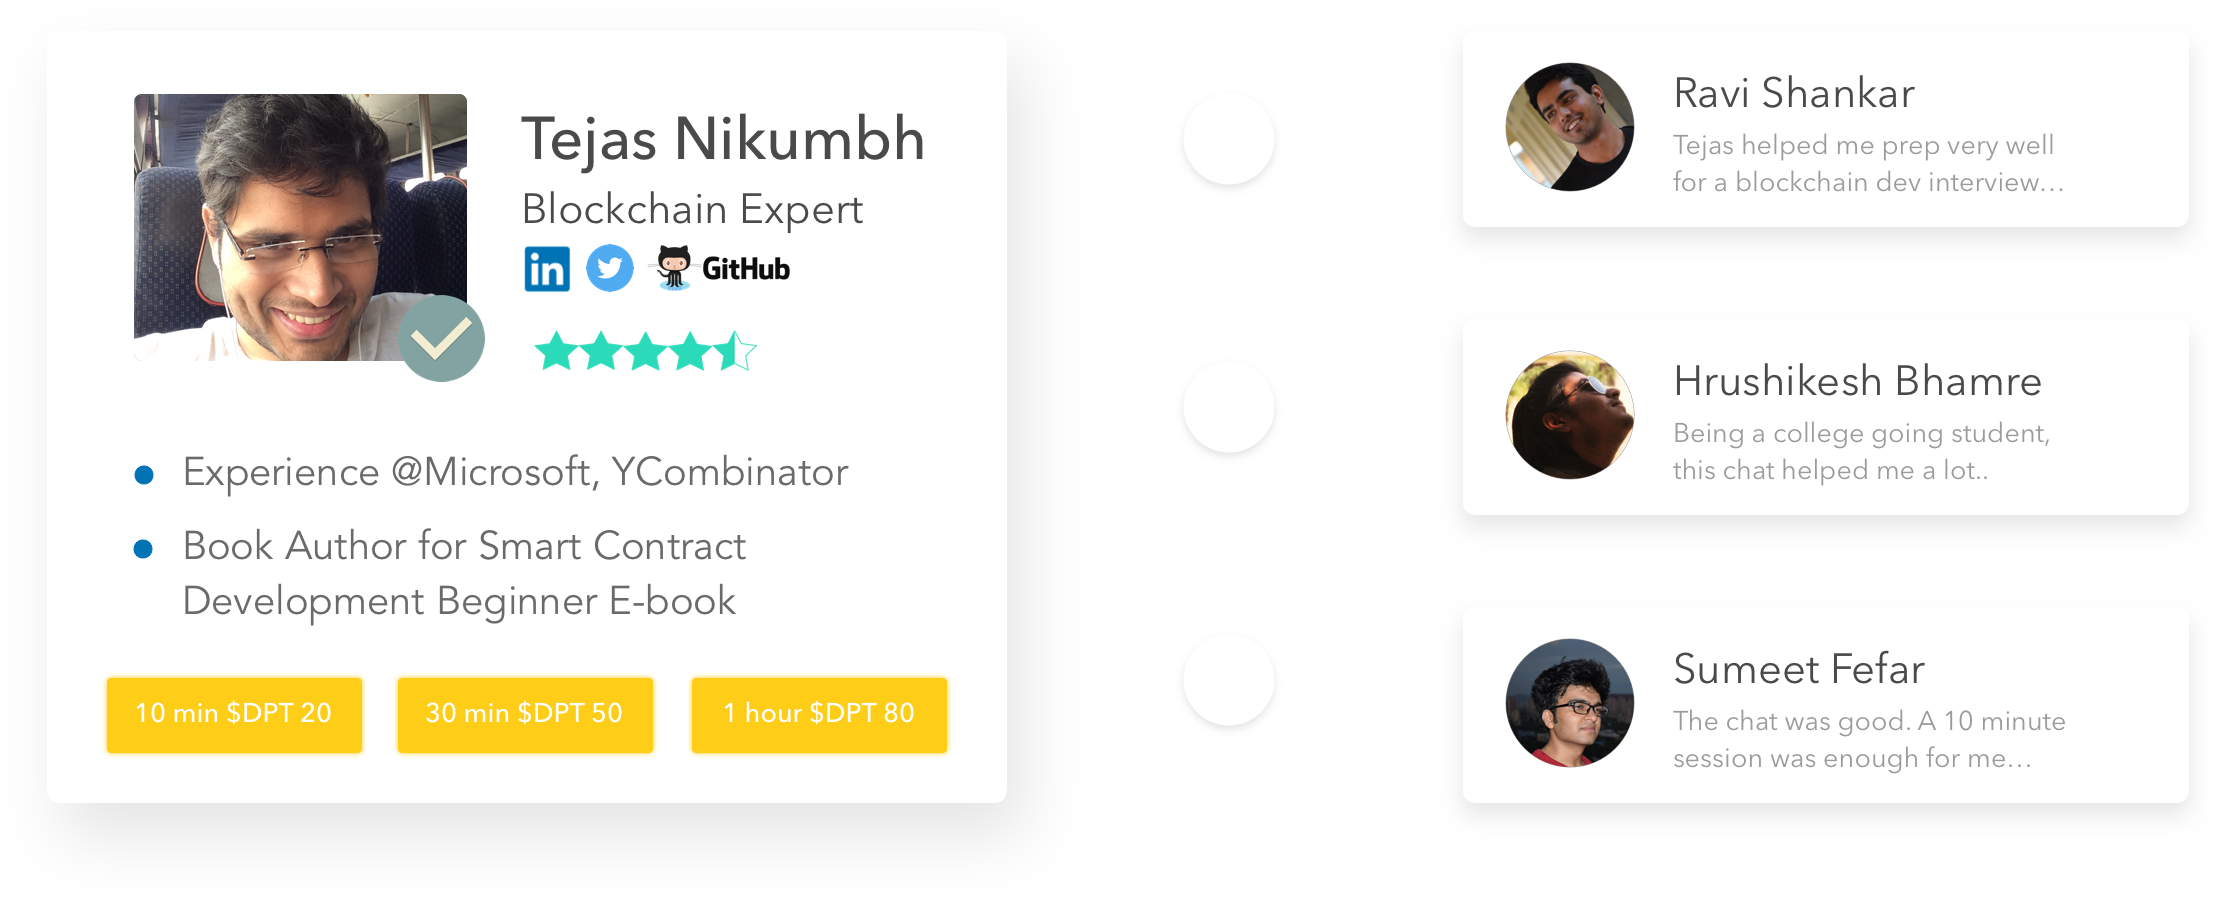 Tejas Nikumbh
Blockchain Expert
in
GitHub
Experience @Microsoft, YCombinator
Book Author for Smart Contract
Development Beginner E-book
10 min $DPT 20
30 min $DPT 50
1 hour $DPT 80
Ravi Shankar
Tejas helped me prep very well
for a blockchain dev interview...
Hrushikesh Bhamre
Being a college going student,
this chat helped me a lot..
Sumeet Fefar
The chat was good. A 10 minute
session was enough for me...